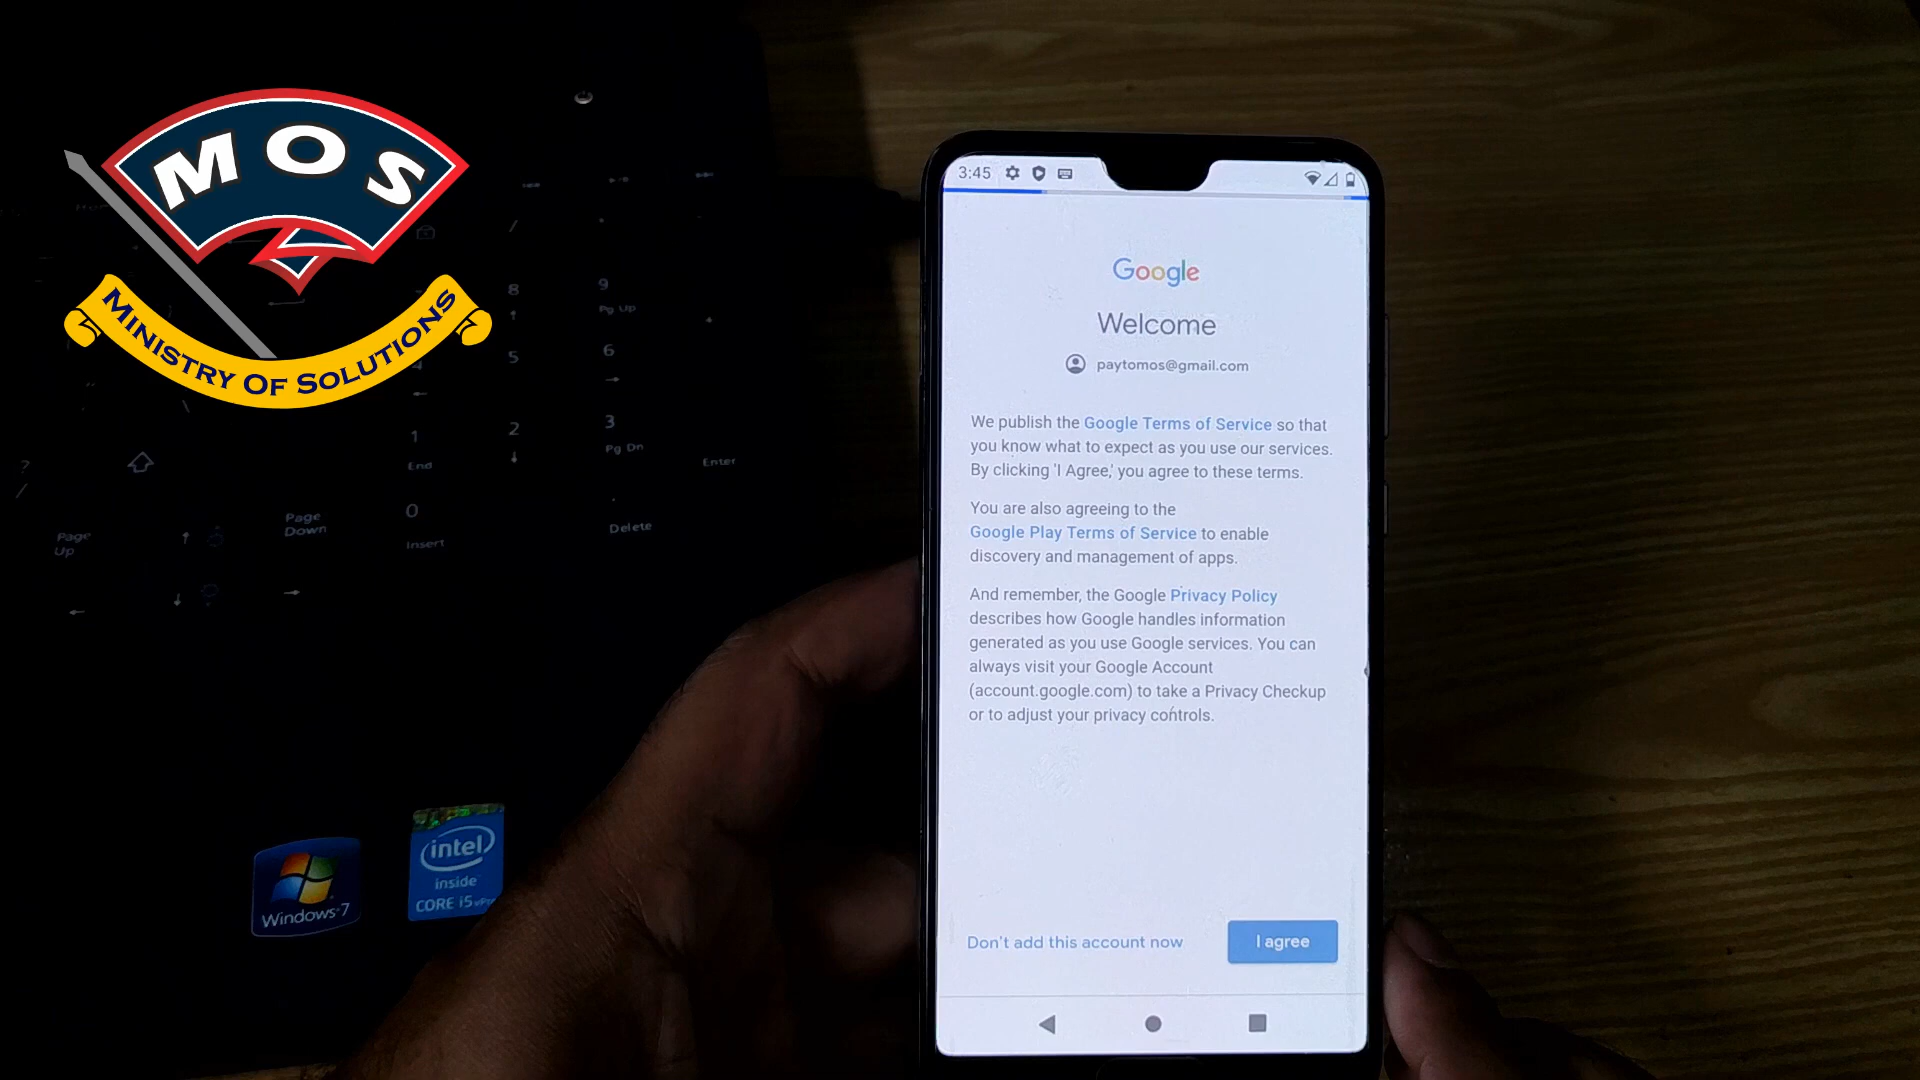 MOS
MINISTRY OF SOLUTIONS
3:45
Google
Welcome
paytomos@gmail.com
We publish the Google Terms of Service so that
you know what to expect as you use our services.
By clicking 'I Agree,' you agree to these terms.
You are also agreeing to the
Google Play Terms of Service to enable
discovery and management of apps.
And remember, the Google Privacy Policy
describes how Google handles information
generated as you use Google services. You can
always visit your Google Account
(account.google.com) to take a Privacy Checkup
or to adjust your privacy controls.
Don't add this account now
I agree
/
8
9
Pg Up
5
6
4
1
End
2
3
Pg Dn
Enter
?
/
Page
Up
Page
Down
0
Insert
.
Delete
Windows 7
intel
inside
CORE i5 vPro